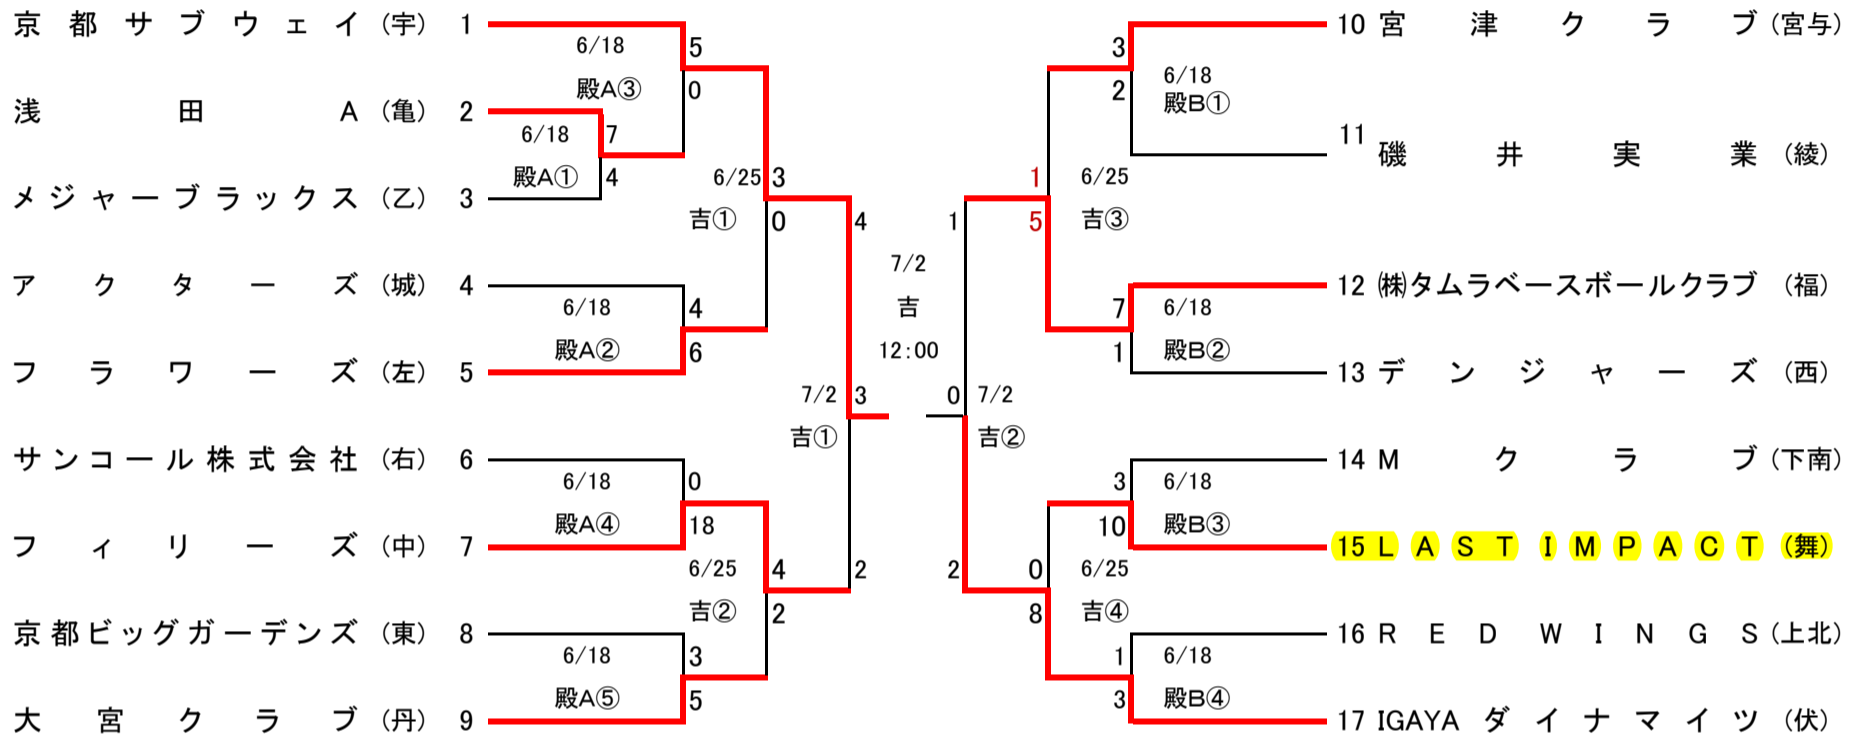 京都サブウェイ（宇） 1
浅田A（亀） 2
メジャーブラックス（乙） 3
アクターズ（城） 4
フラワーズ（左） 5
サンコール株式会社（右） 6
フィリーズ（中） 7
京都ビッグガーデンズ（東） 8
大宮クラブ（丹） 9
6/18
殿A③
5
0
6/18
殿A①
7
4
6/18
殿A②
4
6
6/18
殿A④
0
18
6/18
殿A⑤
3
5
6/25
吉①
3
0
6/25
吉②
4
2
7/2
吉①
4
2
3
7/2
吉
12:00
0
7/2
吉②
1
2
6/25
吉③
1
5
6/25
吉④
0
8
3
2
6/18
殿B①
7
1
6/18
殿B②
3
10
6/18
殿B③
1
3
6/18
殿B④
10 宮津クラブ（宮与）
11 磯井実業（綾）
12 ㈱タムラベースボールクラブ（福）
13 デンジャーズ（西）
14 Mクラブ（下南）
15 LAST IMPACT（舞）
16 RED WINGS（上北）
17 IGAYA ダイナマイツ（伏）